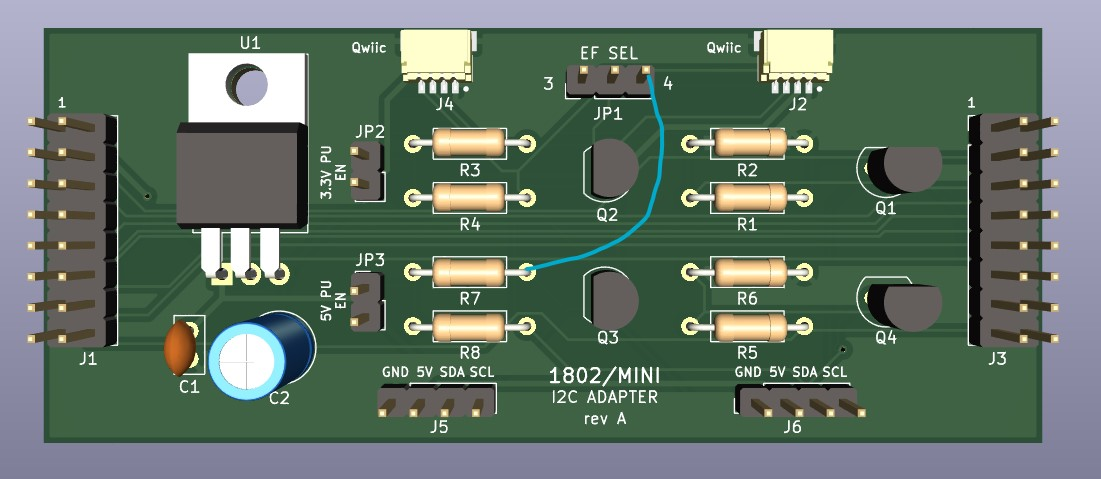 U1
Qwiic
J4
EF SEL
3
4
JP1
Qwiic
J2
1
1
JP2
3.3V PU
EN
R3
R4
Q2
R2
R1
Q1
JP3
5V PU
EN
R7
R8
Q3
R6
R5
Q4
J1
J3
C1
C2
GND 5V SDA SCL
J5
1802/MINI
I2C ADAPTER
rev A
GND 5V SDA SCL
J6